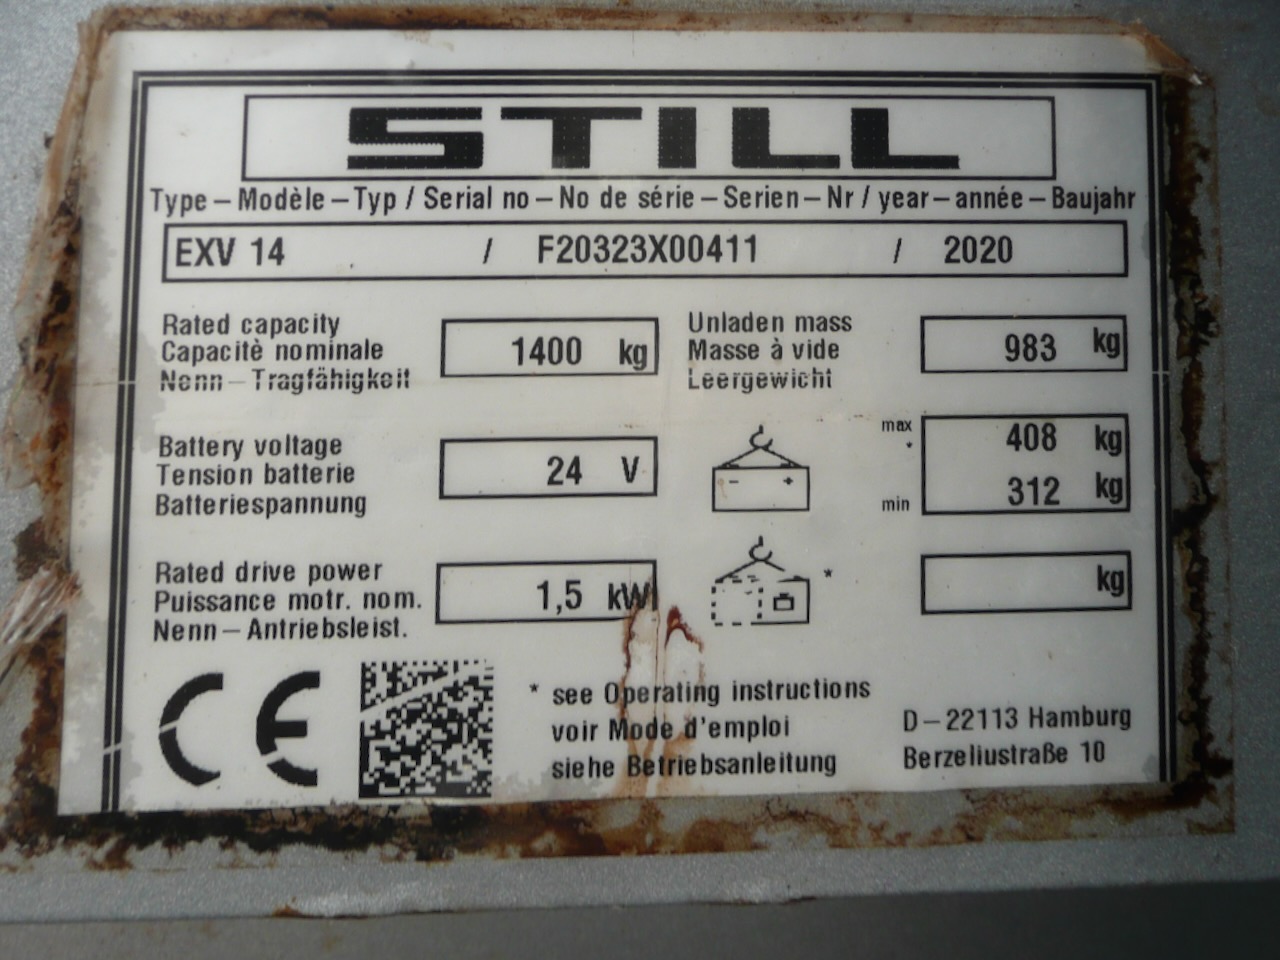 STILL
Type – Modèle – Typ / Serial no – No de série – Serien – Nr / year – année – Baujahr
EXV 14 / F20323X00411 / 2020
Rated capacity
Capacitè nominale
Nenn – Tragfähigkeit
1400 kg
Unladen mass
Masse à vide
Leergewicht
983 kg
Battery voltage
Tension batterie
Batteriespannung
24 V
max
*
408 kg
min
312 kg
Rated drive power
Puissance motr. nom.
Nenn – Antriebsleist.
1,5 kW
*
kg
CE
* see Operating instructions
voir Mode d'emploi
siehe Betriebsanleitung
D – 22113 Hamburg
Berzeliustraße 10